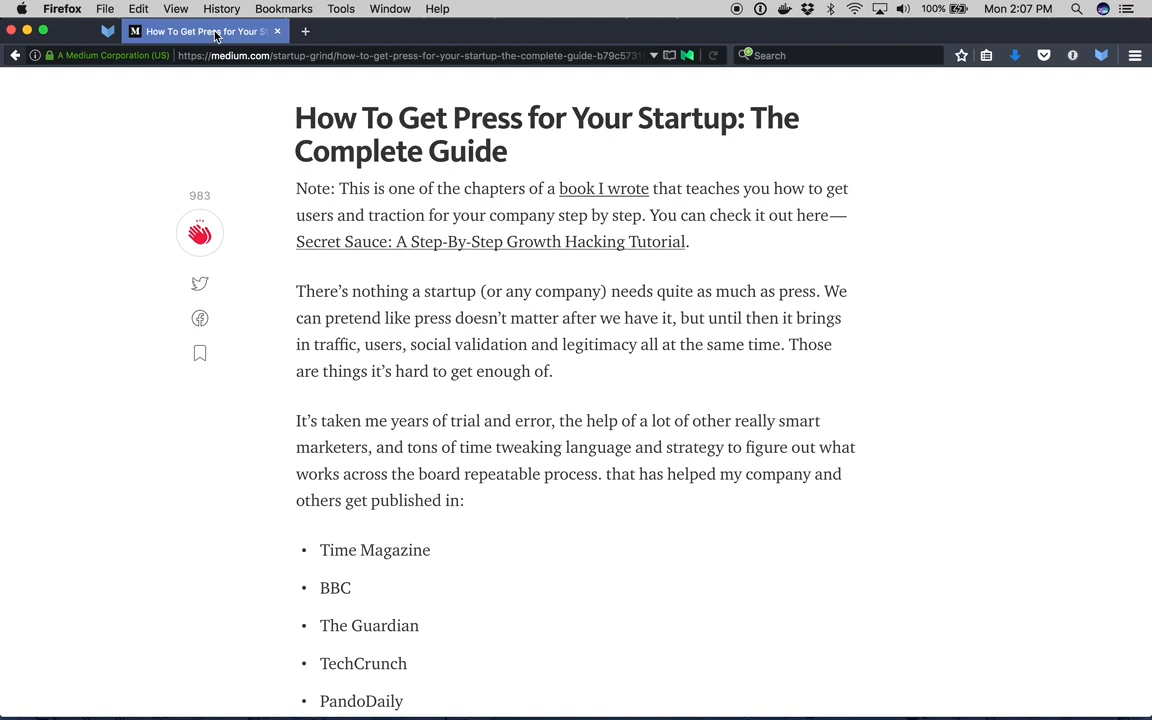 Firefox File Edit View History Bookmarks Tools Window Help 100% Mon 2:07 PM
M How To Get Press for Your S
A Medium Corporation (US) https://medium.com/startup-grind/how-to-get-press-for-your-startup-the-complete-guide-b79c5731 Search
How To Get Press for Your Startup: The
Complete Guide
Note: This is one of the chapters of a book I wrote that teaches you how to get
users and traction for your company step by step. You can check it out here—
Secret Sauce: A Step-By-Step Growth Hacking Tutorial.
983
There’s nothing a startup (or any company) needs quite as much as press. We
can pretend like press doesn’t matter after we have it, but until then it brings
in traffic, users, social validation and legitimacy all at the same time. Those
are things it’s hard to get enough of.
It’s taken me years of trial and error, the help of a lot of other really smart
marketers, and tons of time tweaking language and strategy to figure out what
works across the board repeatable process. that has helped my company and
others get published in:
• Time Magazine
• BBC
• The Guardian
• TechCrunch
• PandoDaily